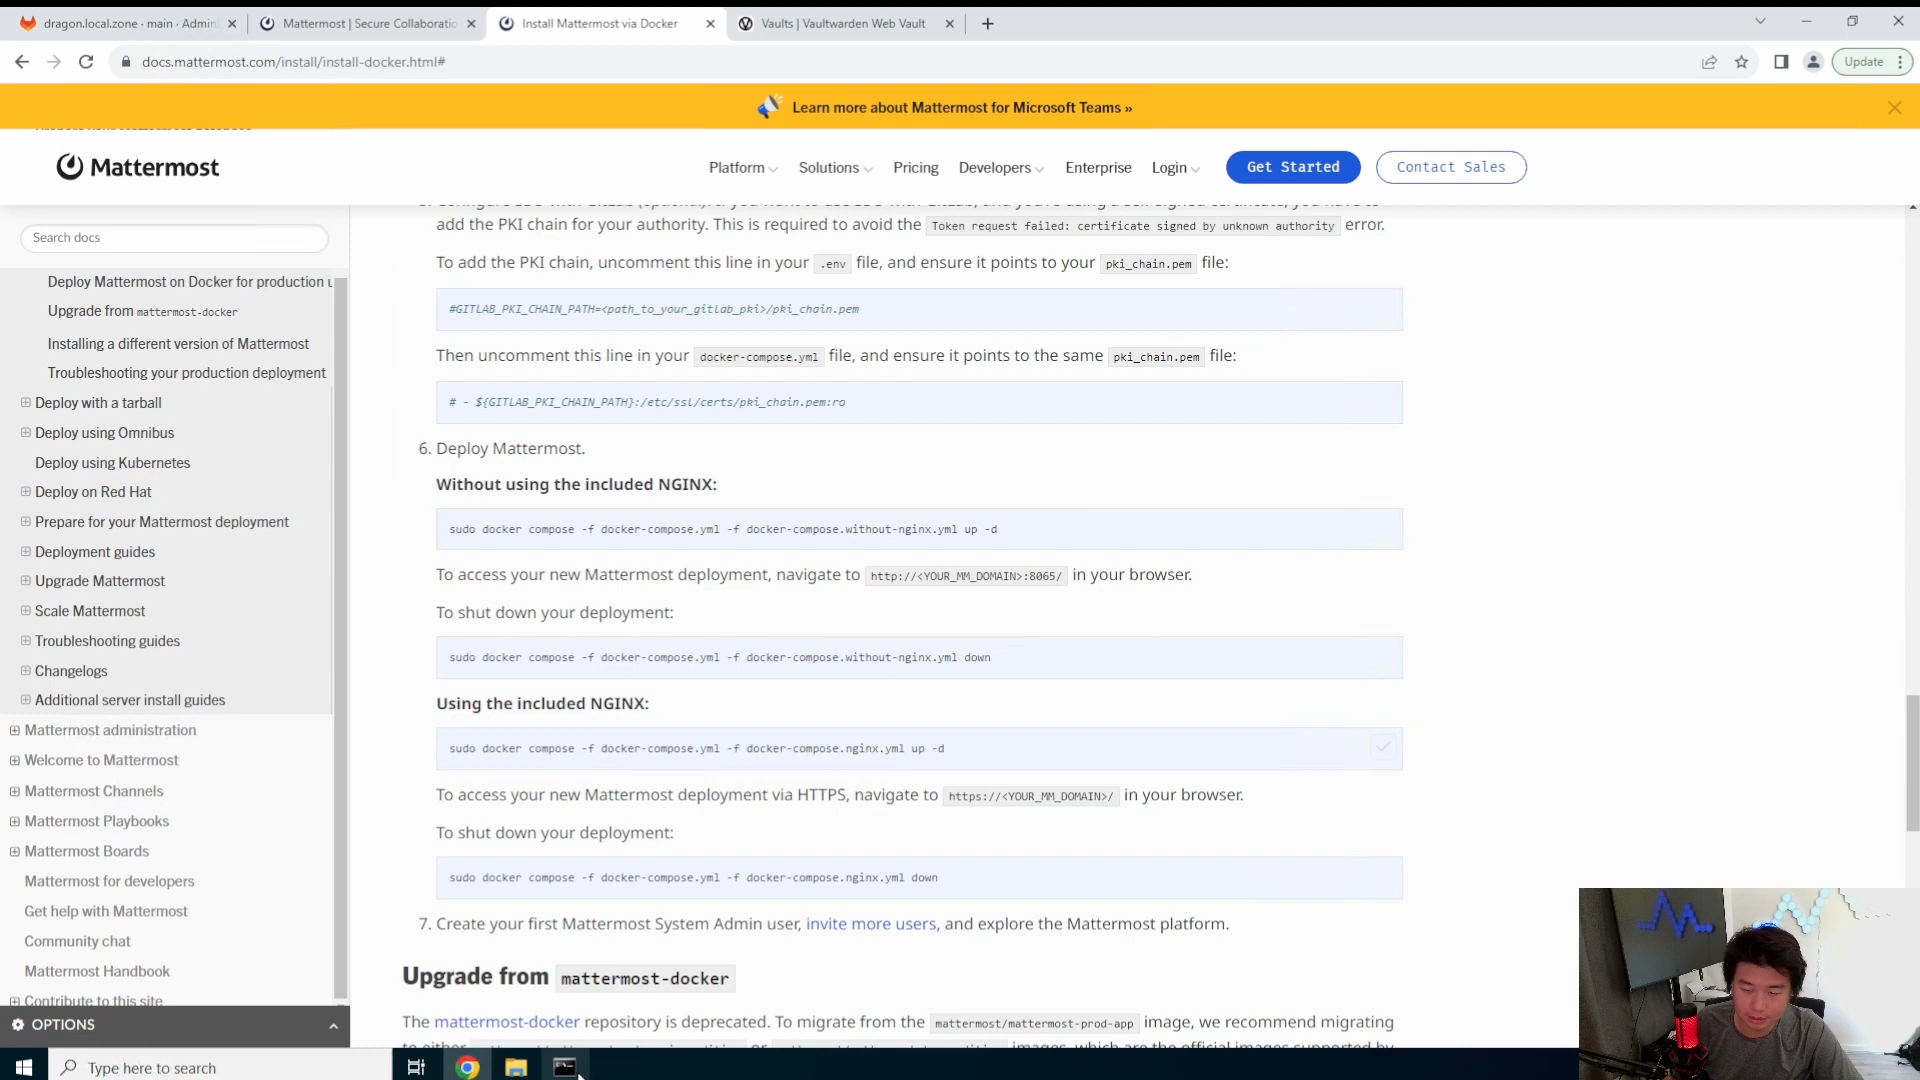 dragon.local.zone · main · Admin
Mattermost | Secure Collaboratio
Install Mattermost via Docker
Vaults | Vaultwarden Web Vault
docs.mattermost.com/install/install-docker.html#
Update
Learn more about Mattermost for Microsoft Teams »
Mattermost
Platform
Solutions
Pricing
Developers
Enterprise
Login
Get Started
Contact Sales
Search docs
Deploy Mattermost on Docker for production u
Upgrade from mattermost-docker
Installing a different version of Mattermost
Troubleshooting your production deployment
Deploy with a tarball
Deploy using Omnibus
Deploy using Kubernetes
Deploy on Red Hat
Prepare for your Mattermost deployment
Deployment guides
Upgrade Mattermost
Scale Mattermost
Troubleshooting guides
Changelogs
Additional server install guides
Mattermost administration
Welcome to Mattermost
Mattermost Channels
Mattermost Playbooks
Mattermost Boards
Mattermost for developers
Get help with Mattermost
Community chat
Mattermost Handbook
Contribute to this site
OPTIONS
add the PKI chain for your authority. This is required to avoid the Token request failed: certificate signed by unknown authority error.
To add the PKI chain, uncomment this line in your .env file, and ensure it points to your pki_chain.pem file:
#GITLAB_PKI_CHAIN_PATH=<path_to_your_gitlab_pki>/pki_chain.pem
Then uncomment this line in your docker-compose.yml file, and ensure it points to the same pki_chain.pem file:
# - ${GITLAB_PKI_CHAIN_PATH}:/etc/ssl/certs/pki_chain.pem:ro
6. Deploy Mattermost.
Without using the included NGINX:
sudo docker compose -f docker-compose.yml -f docker-compose.without-nginx.yml up -d
To access your new Mattermost deployment, navigate to http://<YOUR_MM_DOMAIN>:8065/ in your browser.
To shut down your deployment:
sudo docker compose -f docker-compose.yml -f docker-compose.without-nginx.yml down
Using the included NGINX:
sudo docker compose -f docker-compose.yml -f docker-compose.nginx.yml up -d
To access your new Mattermost deployment via HTTPS, navigate to https://<YOUR_MM_DOMAIN>/ in your browser.
To shut down your deployment:
sudo docker compose -f docker-compose.yml -f docker-compose.nginx.yml down
7. Create your first Mattermost System Admin user, invite more users, and explore the Mattermost platform.
Upgrade from mattermost-docker
The mattermost-docker repository is deprecated. To migrate from the mattermost/mattermost-prod-app image, we recommend migrating
Type here to search